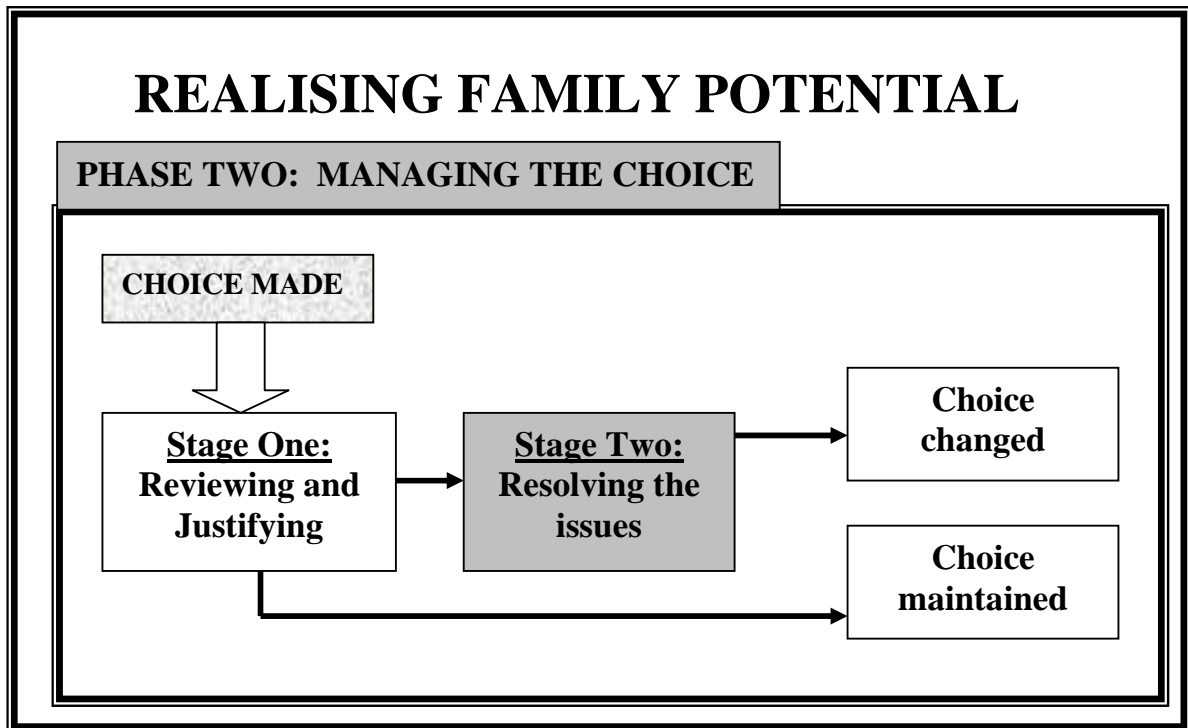 REALISING FAMILY POTENTIAL
PHASE TWO: MANAGING THE CHOICE
CHOICE MADE
Stage One:
Reviewing and
Justifying
Stage Two:
Resolving the
issues
Choice
changed
Choice
maintained